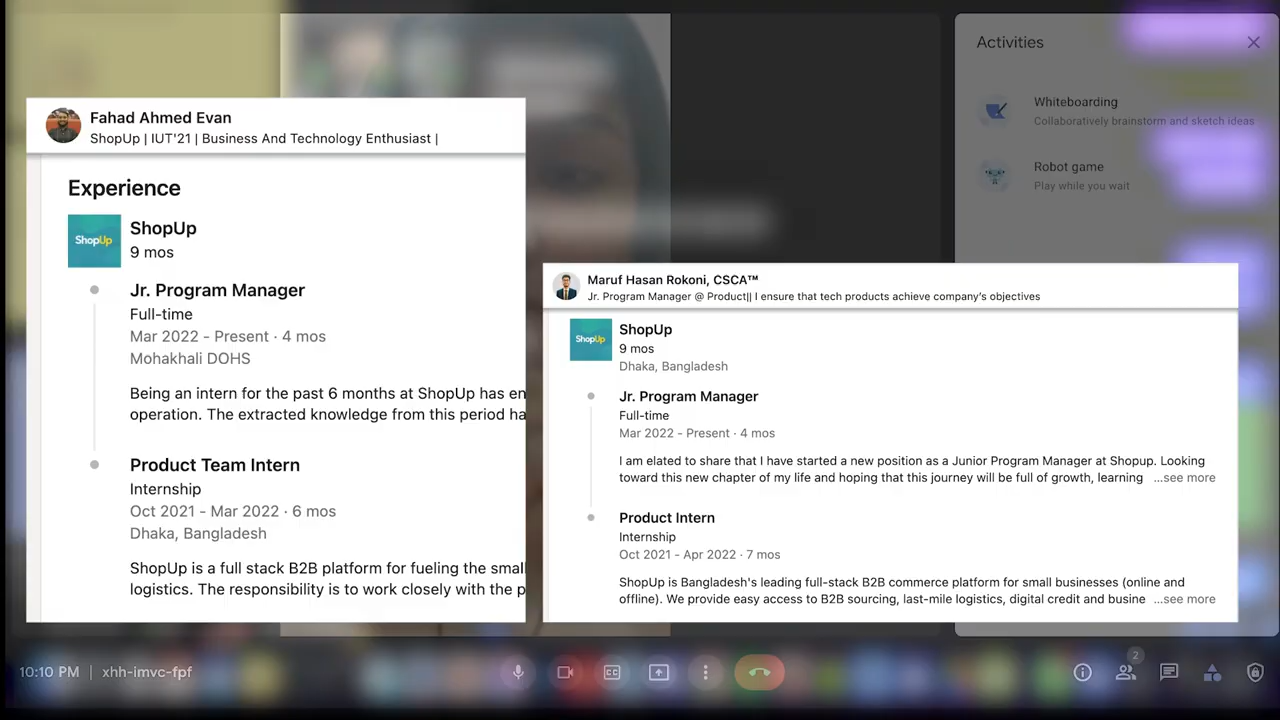 Activities
Whiteboarding
Collaboratively brainstorm and sketch ideas
Robot game
Play while you wait
Fahad Ahmed Evan
ShopUp | IUT'21 | Business And Technology Enthusiast |
Experience
ShopUp
ShopUp
9 mos
Jr. Program Manager
Full-time
Mar 2022 - Present · 4 mos
Mohakhali DOHS
Being an intern for the past 6 months at ShopUp has en
operation. The extracted knowledge from this period ha
Product Team Intern
Internship
Oct 2021 - Mar 2022 · 6 mos
Dhaka, Bangladesh
ShopUp is a full stack B2B platform for fueling the smal
logistics. The responsibility is to work closely with the p
Maruf Hasan Rokoni, CSCA™
Jr. Program Manager @ Product|| I ensure that tech products achieve company's objectives
ShopUp
ShopUp
9 mos
Dhaka, Bangladesh
Jr. Program Manager
Full-time
Mar 2022 - Present · 4 mos
I am elated to share that I have started a new position as a Junior Program Manager at Shopup. Looking
toward this new chapter of my life and hoping that this journey will be full of growth, learning ...see more
Product Intern
Internship
Oct 2021 - Apr 2022 · 7 mos
ShopUp is Bangladesh's leading full-stack B2B commerce platform for small businesses (online and
offline). We provide easy access to B2B sourcing, last-mile logistics, digital credit and busine ...see more
10:10 PM | xhh-imvc-fpf
CC
2